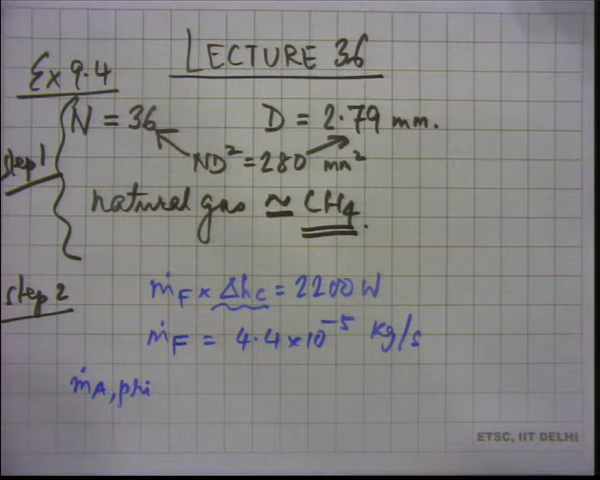 LECTURE 36
Ex 9.4
N = 36 D = 2.79 mm.
step 1
ND² = 280 mm²
natural gas ≈ CH4.
step 2
ṁF × Δhc = 2200 W
ṁF = 4.4 × 10⁻⁵ kg/s
ṁA, pri
ETSC, IIT DELHI